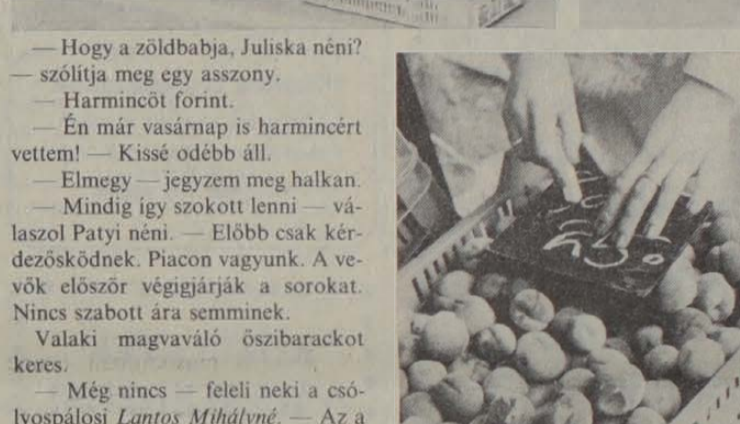 — Hogy a zöldbabja, Juliska néni?
— szólítja meg egy asszony.
— Harmincöt forint.
— Én már vasárnap is harmincért
vettem! — Kissé odébb áll.
— Elmegy — jegyzem meg halkan.
— Mindig így szokott lenni — vá-
laszol Patyi néni. — Előbb csak kér-
dezősködnek. Piacon vagyunk. A ve-
vők először végigjárják a sorokat.
Nincs szabott ára semminek.
Valaki magvaváló őszibarackot
keres.
— Még nincs — feleli neki a csó-
lyospálosi Lantos Mihályné. — Az a